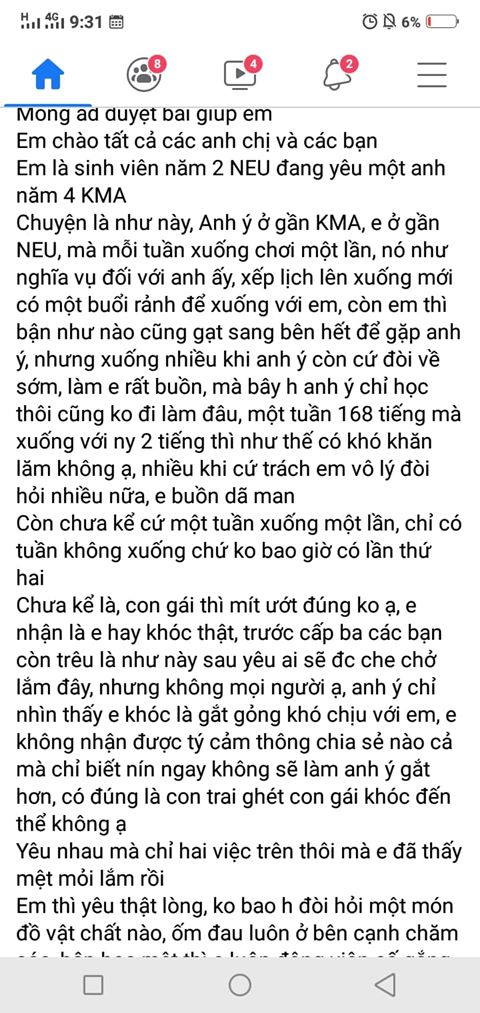 H 4G 9:31 6%
8 4 2
Mong ad duyệt bài giúp em
Em chào tất cả các anh chị và các bạn
Em là sinh viên năm 2 NEU đang yêu một anh
năm 4 KMA
Chuyện là như này, Anh ý ở gần KMA, e ở gần
NEU, mà mỗi tuần xuống chơi một lần, nó như
nghĩa vụ đối với anh ấy, xếp lịch lên xuống mới
có một buổi rảnh để xuống với em, còn em thì
bận như nào cũng gạt sang bên hết để gặp anh
ý, nhưng xuống nhiều khi anh ý còn cứ đòi về
sớm, làm e rất buồn, mà bây h anh ý chỉ học
thôi cũng ko đi làm đâu, một tuần 168 tiếng mà
xuống với ny 2 tiếng thì như thế có khó khăn
lăm không ạ, nhiều khi cứ trách em vô lý đòi
hỏi nhiều nữa, e buồn dã man
Còn chưa kể cứ một tuần xuống một lần, chỉ có
tuần không xuống chứ ko bao giờ có lần thứ
hai
Chưa kể là, con gái thì mít ướt đúng ko ạ, e
nhận là e hay khóc thật, trước cấp ba các bạn
còn trêu là như này sau yêu ai sẽ đc che chở
lắm đây, nhưng không mọi người ạ, anh ý chỉ
nhìn thấy e khóc là gắt gỏng khó chịu với em, e
không nhận được tý cảm thông chia sẻ nào cả
mà chỉ biết nín ngay không sẽ làm anh ý gắt
hơn, có đúng là con trai ghét con gái khóc đến
thể không ạ
Yêu nhau mà chỉ hai việc trên thôi mà e đã thấy
mệt mỏi lắm rồi
Em thì yêu thật lòng, ko bao h đòi hỏi một món
đồ vật chất nào, ốm đau luôn ở bên cạnh chăm